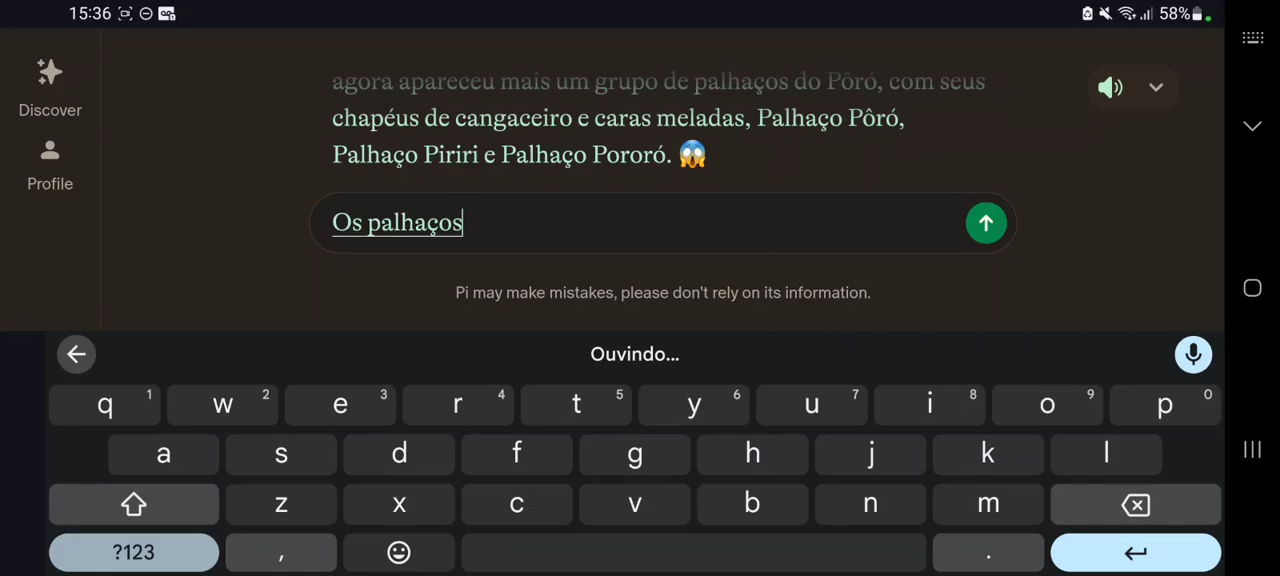 15:36
58%
Discover
Profile
agora apareceu mais um grupo de palhaços do Pôró, com seus
chapéus de cangaceiro e caras meladas, Palhaço Pôró,
Palhaço Piriri e Palhaço Pororó. 😱
Os palhaços
Pi may make mistakes, please don't rely on its information.
Ouvindo...
q 1 w 2 e 3 r 4 t 5 y 6 u 7 i 8 o 9 p 0
a s d f g h j k l
z x c v b n m
?123 , .